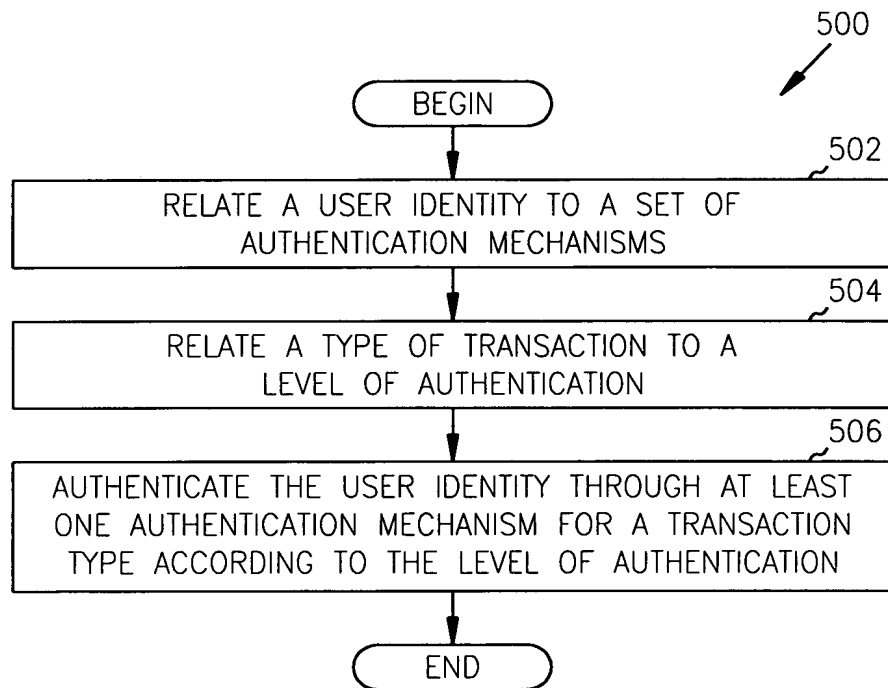 500
BEGIN
502
RELATE A USER IDENTITY TO A SET OF
AUTHENTICATION MECHANISMS
504
RELATE A TYPE OF TRANSACTION TO A
LEVEL OF AUTHENTICATION
506
AUTHENTICATE THE USER IDENTITY THROUGH AT LEAST
ONE AUTHENTICATION MECHANISM FOR A TRANSACTION
TYPE ACCORDING TO THE LEVEL OF AUTHENTICATION
END